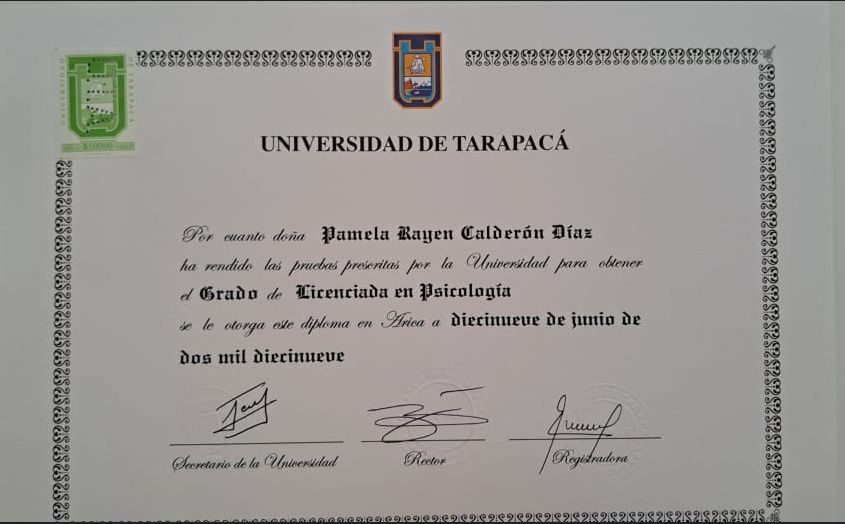 UNIVERSIDAD DE TARAPACÁ
Por cuanto doña Pamela Rayen Calderón Díaz
ha rendido las pruebas prescritas por la Universidad para obtener
el Grado de Licenciada en Psicología
se le otorga este diploma en Arica a diecinueve de junio de
dos mil diecinueve
Secretario de la Universidad
Rector
Registradora